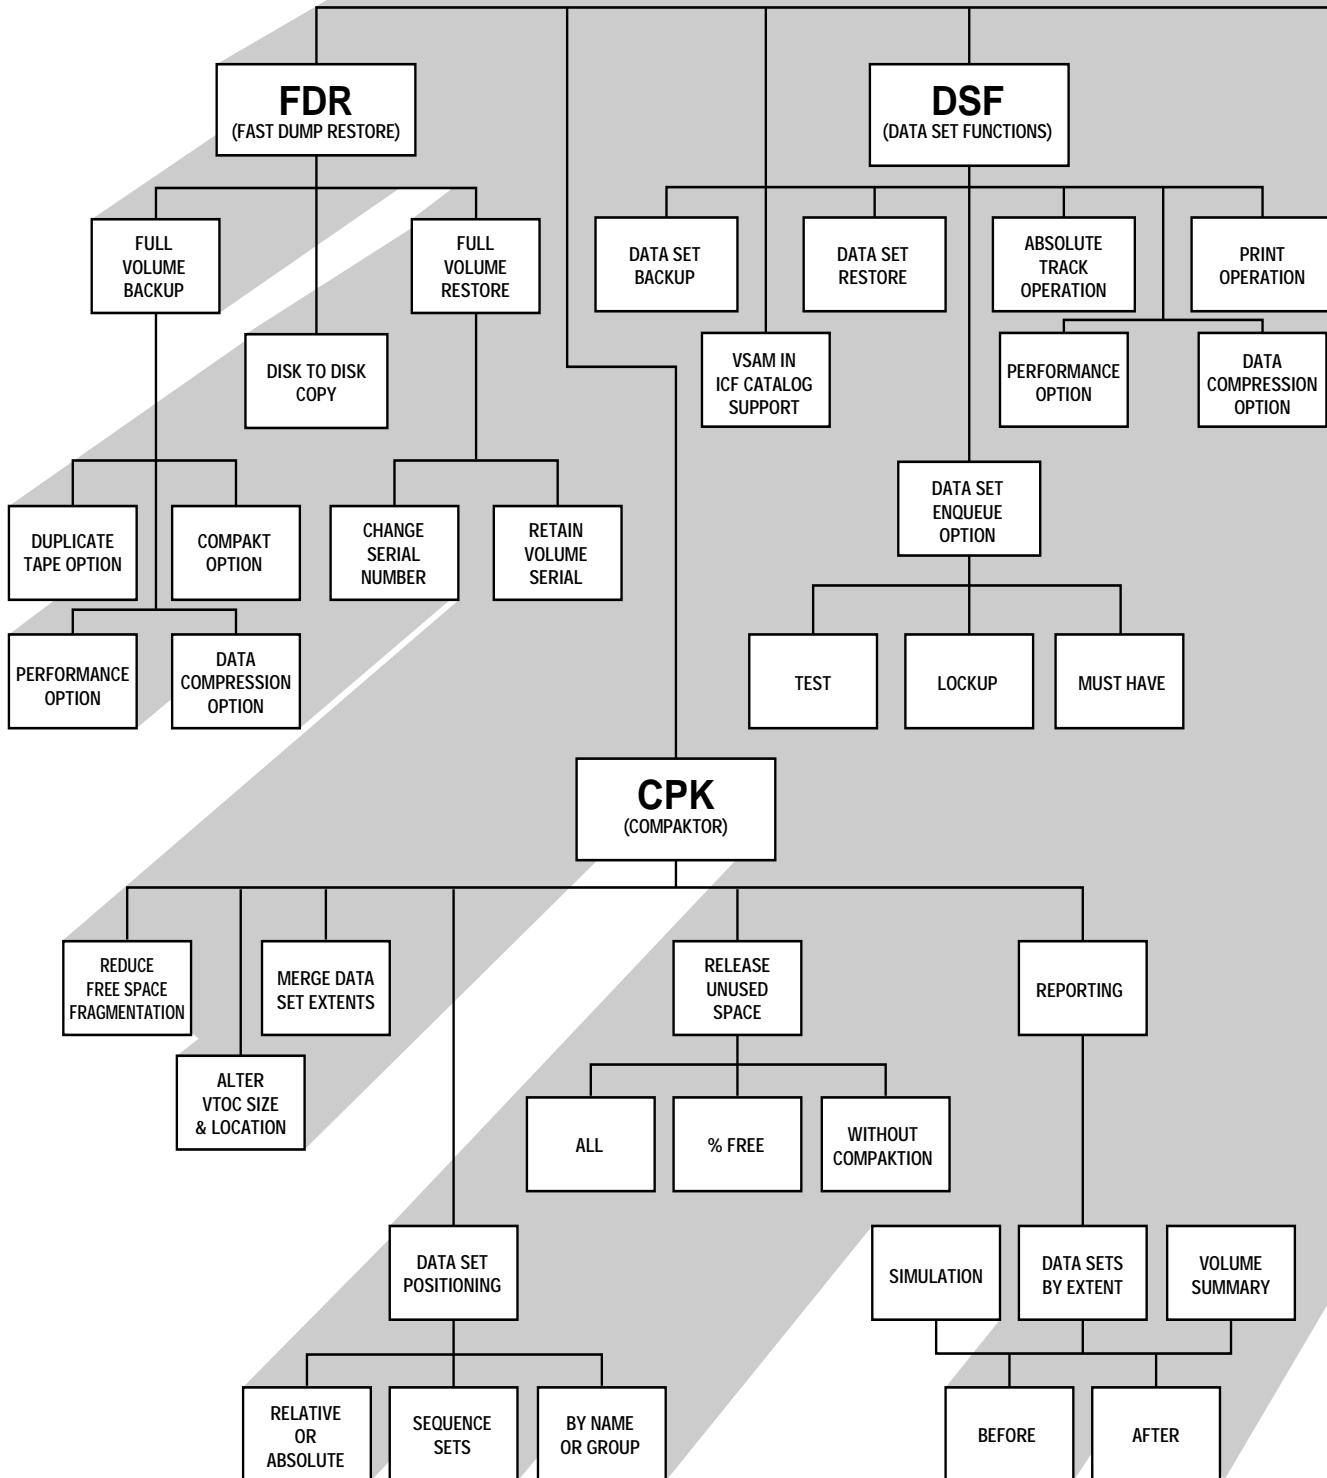 FDR
(FAST DUMP RESTORE)
DSF
(DATA SET FUNCTIONS)
FULL
VOLUME
BACKUP
FULL
VOLUME
RESTORE
DATA SET
BACKUP
DATA SET
RESTORE
ABSOLUTE
TRACK
OPERATION
PRINT
OPERATION
DISK TO DISK
COPY
VSAM IN
ICF CATALOG
SUPPORT
PERFORMANCE
OPTION
DATA
COMPRESSION
OPTION
DATA SET
ENQUEUE
OPTION
DUPLICATE
TAPE OPTION
COMPAKT
OPTION
CHANGE
SERIAL
NUMBER
RETAIN
VOLUME
SERIAL
PERFORMANCE
OPTION
DATA
COMPRESSION
OPTION
TEST
LOCKUP
MUST HAVE
CPK
(COMPAKTOR)
REDUCE
FREE SPACE
FRAGMENTATION
MERGE DATA
SET EXTENTS
RELEASE
UNUSED
SPACE
REPORTING
ALTER
VTOC SIZE
& LOCATION
ALL
% FREE
WITHOUT
COMPAKTION
DATA SET
POSITIONING
SIMULATION
DATA SETS
BY EXTENT
VOLUME
SUMMARY
RELATIVE
OR
ABSOLUTE
SEQUENCE
SETS
BY NAME
OR GROUP
BEFORE
AFTER